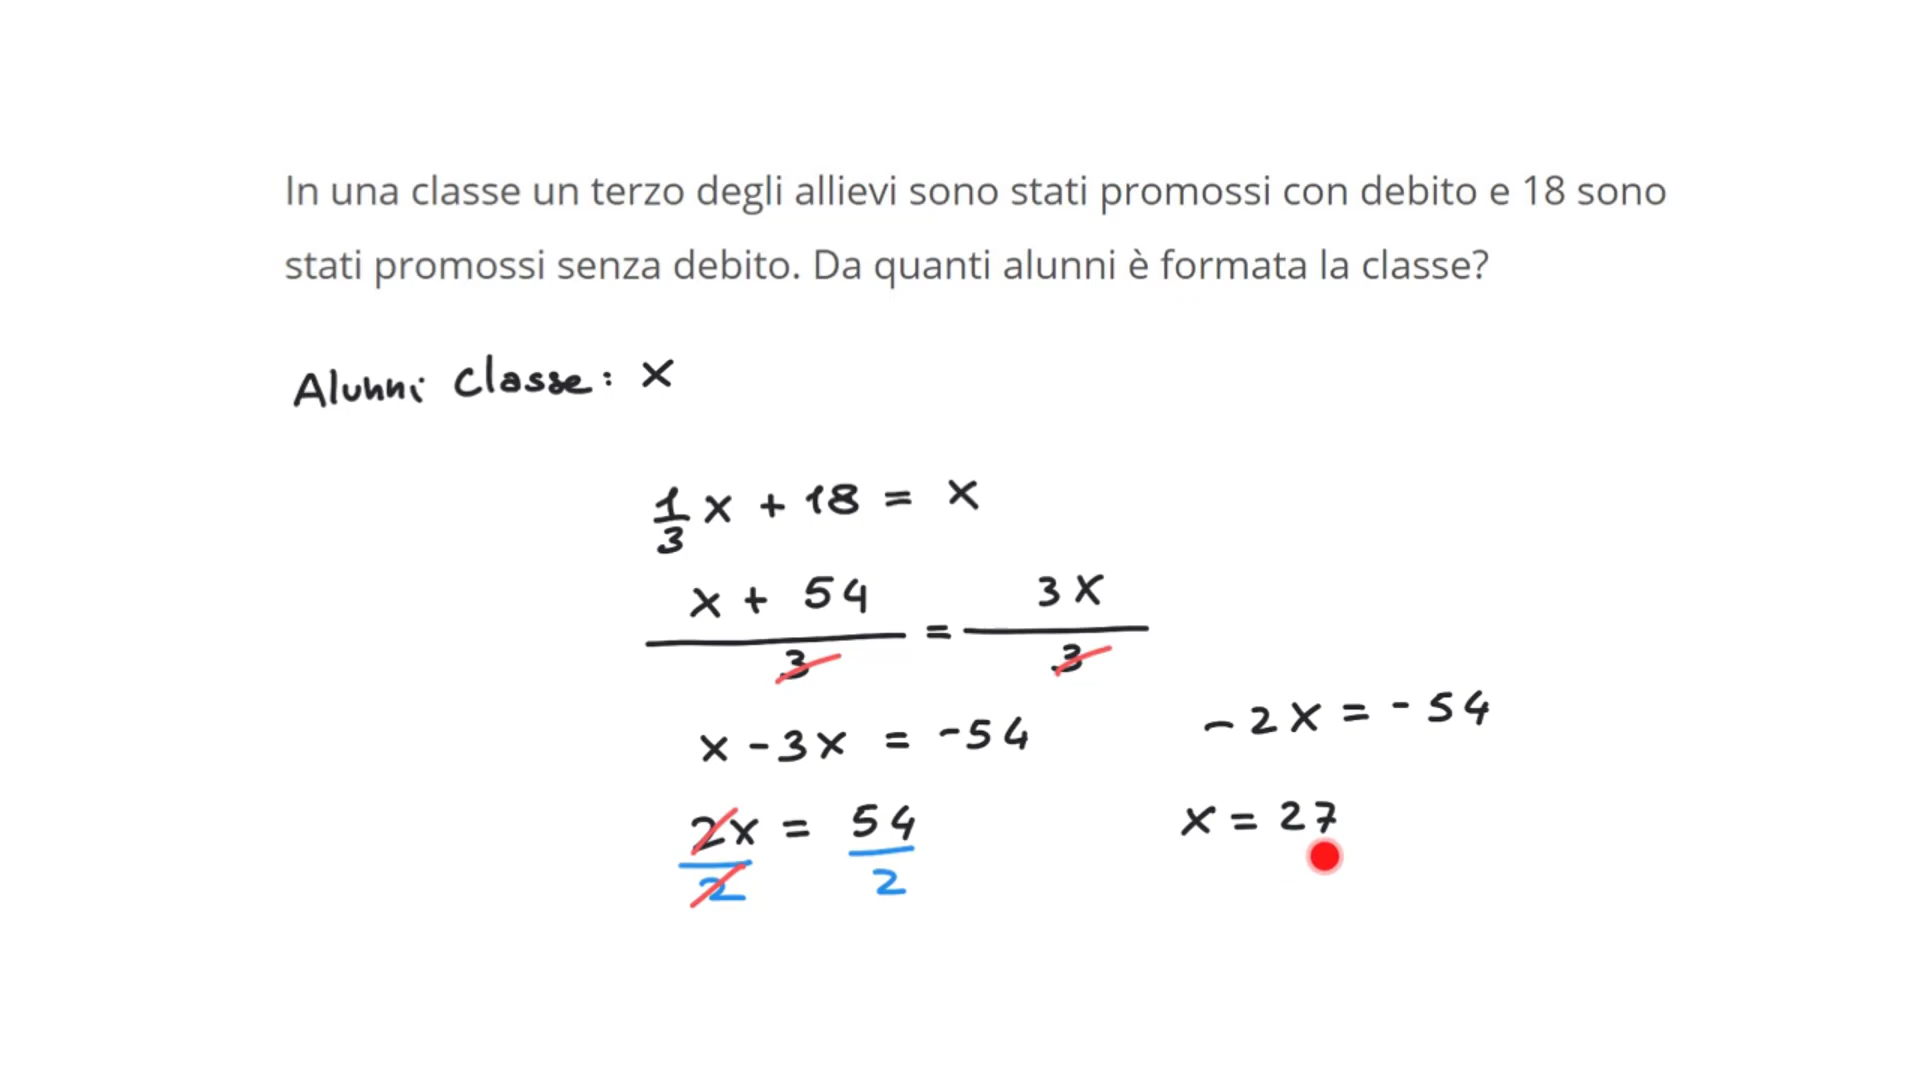 In una classe un terzo degli allievi sono stati promossi con debito e 18 sono
stati promossi senza debito. Da quanti alunni è formata la classe?
Alunni classe: x
1/3 x + 18 = x
x + 54 / 3 = 3x / 3
x - 3x = -54
-2x = -54
2x / 2 = 54 / 2
x = 27